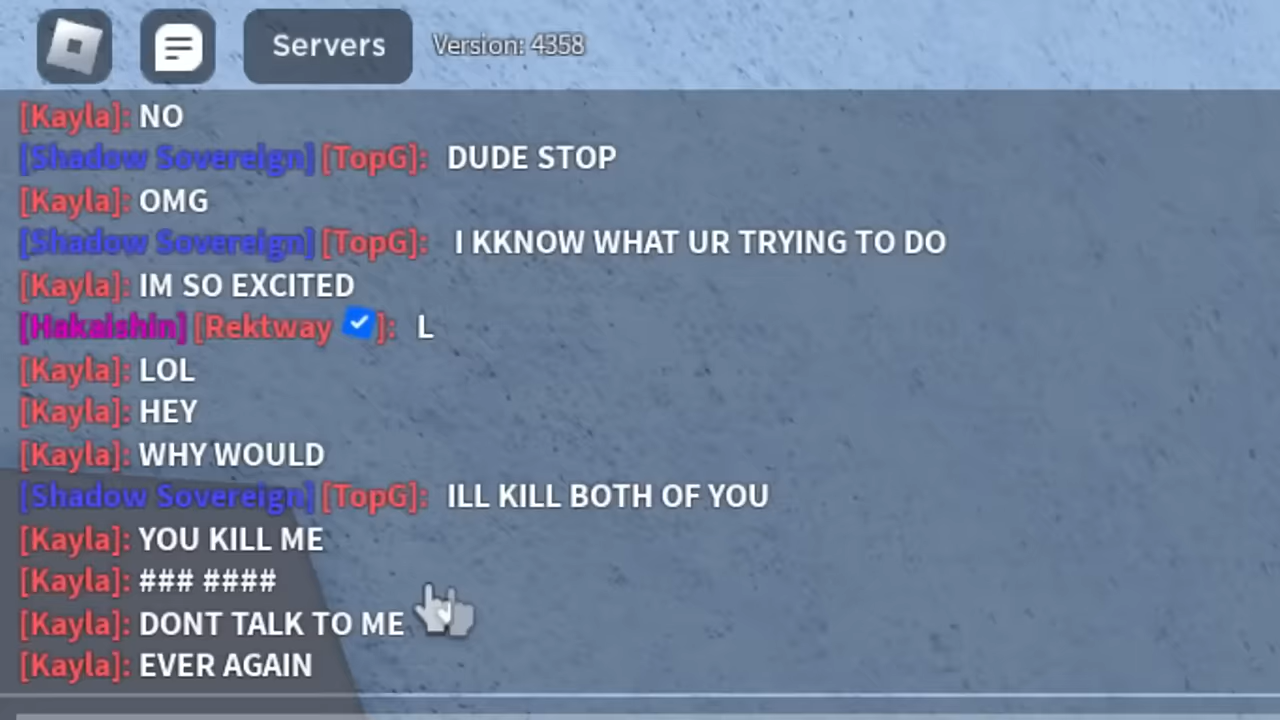 Servers Version: 4358
[Kayla]: NO
[Shadow Sovereign] [TopG]: DUDE STOP
[Kayla]: OMG
[Shadow Sovereign] [TopG]: I KKNOW WHAT UR TRYING TO DO
[Kayla]: IM SO EXCITED
[Hakaishin] [Rektway ]: L
[Kayla]: LOL
[Kayla]: HEY
[Kayla]: WHY WOULD
[Shadow Sovereign] [TopG]: ILL KILL BOTH OF YOU
[Kayla]: YOU KILL ME
[Kayla]: ### ####
[Kayla]: DONT TALK TO ME
[Kayla]: EVER AGAIN